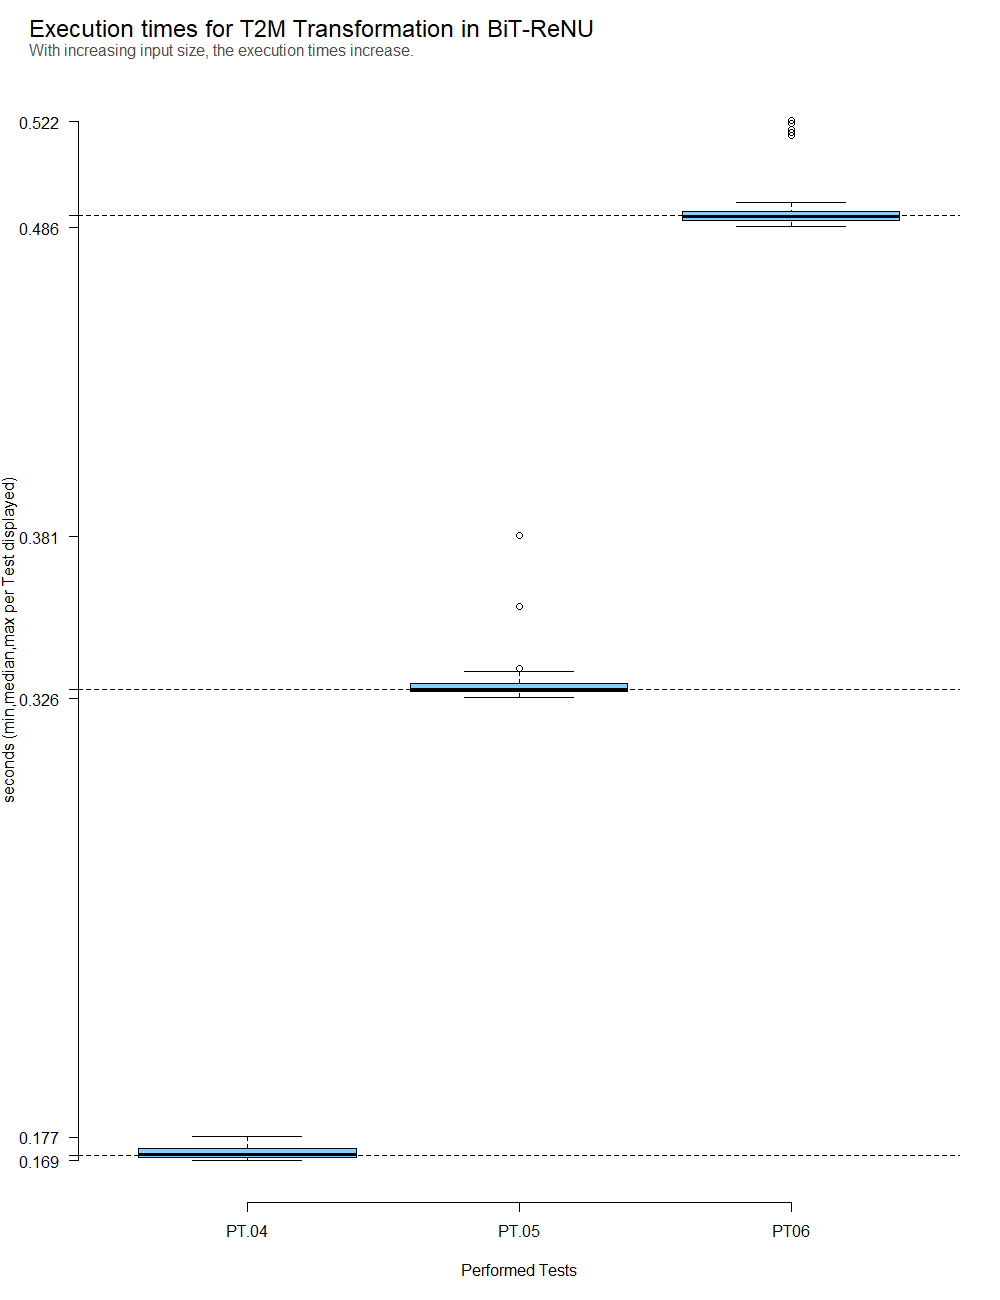 Execution times for T2M Transformation in BiT-ReNU
With increasing input size, the execution times increase.
seconds (min,median,max per Test displayed)
0.522
0.486
0.381
0.326
0.177
0.169
PT.04 PT.05 PT06
Performed Tests